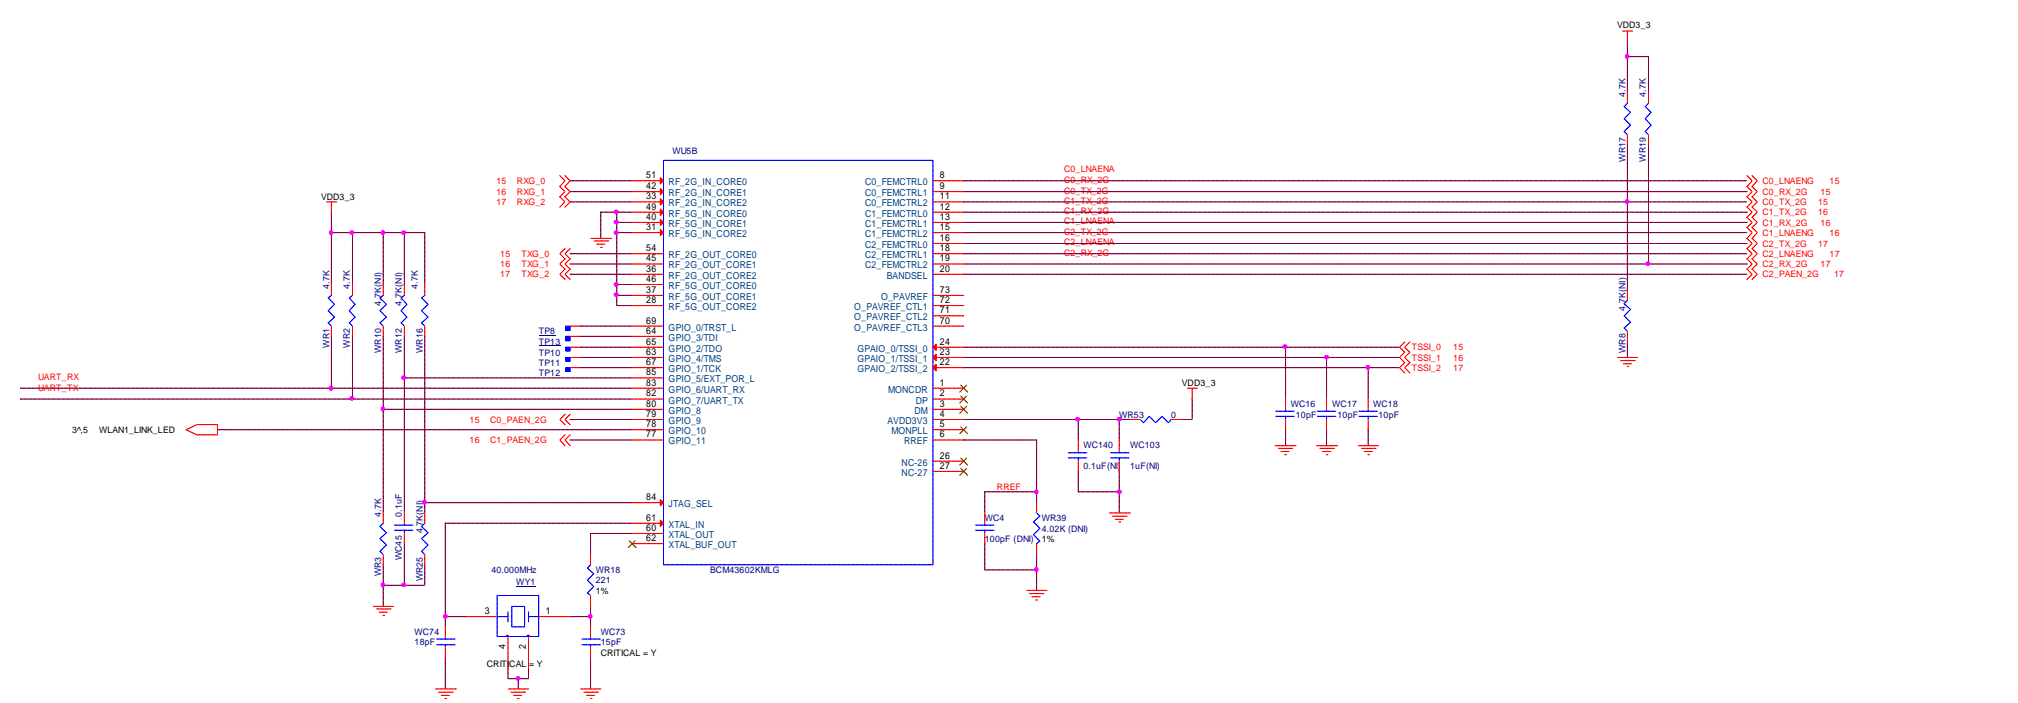 VDD3_3
4.7K
4.7K
WR17
WR19
WU5B
C0_LNAENA
C0_RX_2G
C0_TX_2G
C1_TX_2G
C1_RX_2G
C1_LNAENA
C2_TX_2G
C2_LNAENA
C2_RX_2G
15 RXG_0
16 RXG_1
17 RXG_2
15 TXG_0
16 TXG_1
17 TXG_2
51 RF_2G_IN_CORE0
42 RF_2G_IN_CORE1
33 RF_2G_IN_CORE2
49 RF_5G_IN_CORE0
40 RF_5G_IN_CORE1
31 RF_5G_IN_CORE2
54 RF_2G_OUT_CORE0
45 RF_2G_OUT_CORE1
36 RF_2G_OUT_CORE2
46 RF_5G_OUT_CORE0
37 RF_5G_OUT_CORE1
28 RF_5G_OUT_CORE2
69 GPIO_0/TRST_L
64 GPIO_3/TDI
65 GPIO_2/TDO
63 GPIO_4/TMS
67 GPIO_1/TCK
85 GPIO_5/EXT_POR_L
83 GPIO_6/UART_RX
82 GPIO_7/UART_TX
80 GPIO_8
79 GPIO_9
78 GPIO_10
77 GPIO_11
84 JTAG_SEL
61 XTAL_IN
60 XTAL_OUT
62 XTAL_BUF_OUT
C0_FEMCTRL0 8
C0_FEMCTRL1 9
C0_FEMCTRL2 11
C1_FEMCTRL0 12
C1_FEMCTRL1 13
C1_FEMCTRL2 15
C2_FEMCTRL0 16
C2_FEMCTRL1 18
C2_FEMCTRL2 19
BANDSEL 20
O_PAVREF 73
O_PAVREF_CTL1 72
O_PAVREF_CTL2 71
O_PAVREF_CTL3 70
GPAIO_0/TSSI_0 24
GPAIO_1/TSSI_1 23
GPAIO_2/TSSI_2 22
MONCDR 1
DP 2
DM 3
AVDD3V3 4
MONPLL 5
RREF 6
NC-26 26
NC-27 27
BCM43602KMLG
C0_LNAENG 15
C0_RX_2G 15
C0_TX_2G 15
C1_TX_2G 16
C1_RX_2G 16
C1_LNAENG 16
C2_TX_2G 17
C2_LNAENG 17
C2_RX_2G 17
C2_PAEN_2G 17
4.7K(NI)
WR8
TSSI_0 15
TSSI_1 16
TSSI_2 17
VDD3_3
4.7K
4.7K
4.7K(NI)
4.7K(NI)
4.7K
WR1
WR2
WR10
WR12
WR16
TP8
TP13
TP10
TP11
TP12
UART_RX
UART_TX
15 C0_PAEN_2G
3^,5 WLAN1_LINK_LED
16 C1_PAEN_2G
VDD3_3
WR53 0
WC140
0.1uF(NI)
WC103
1uF(NI)
WC16
10pF
WC17
10pF
WC18
10pF
RREF
WC4
100pF (DNI)
WR39
4.02K (DNI)
1%
4.7K
0.1uF
4.7K(NI)
WR3
WC45
WR25
40.000MHz
WY1
3
1
4
2
WR18
221
1%
WC74
18pF
WC73
15pF
CRITICAL = Y
CRITICAL = Y